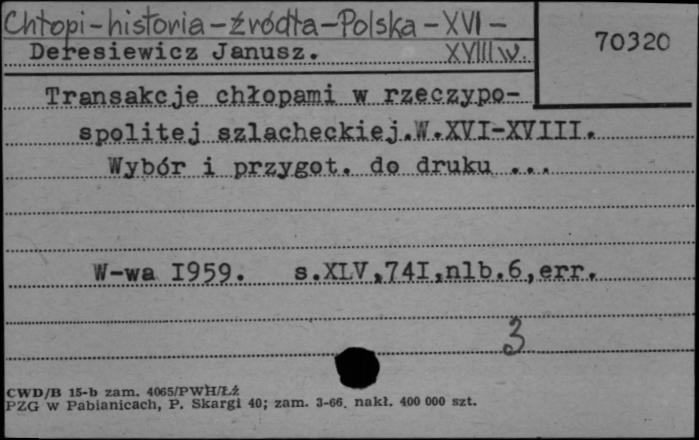 Chłopi-historia-źródła-Polska-XVI-
XVIII w.
70320
Deresiewicz Janusz.
Transakcje chłopami w rzeczypo-
spolitej szlacheckiej.W.XVI-XVIII.
Wybór i przygot. do druku ...
W-wa I959. s.XLV,74I,nlb.6,err.
3
CWD/B 15-b zam. 4065/PWH/Łż
PZG w Pabianicach, P. Skargi 40; zam. 3-66. nakł. 400 000 szt.